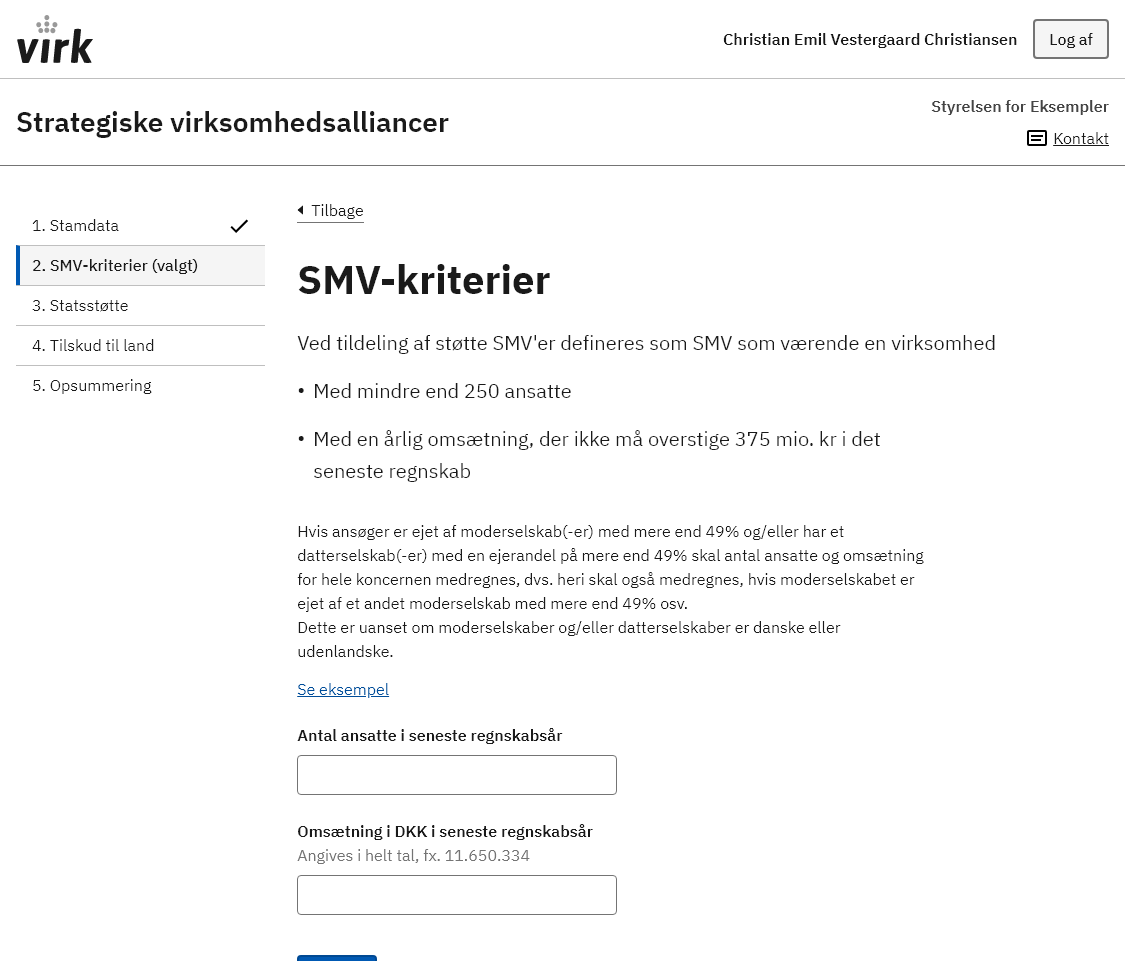 virk
Christian Emil Vestergaard Christiansen
Log af
Strategiske virksomhedsalliancer
Styrelsen for Eksempler
Kontakt
1. Stamdata
2. SMV-kriterier (valgt)
3. Statsstøtte
4. Tilskud til land
5. Opsummering
Tilbage
SMV-kriterier
Ved tildeling af støtte SMV'er defineres som SMV som værende en virksomhed
• Med mindre end 250 ansatte
• Med en årlig omsætning, der ikke må overstige 375 mio. kr i det
seneste regnskab
Hvis ansøger er ejet af moderselskab(-er) med mere end 49% og/eller har et
datterselskab(-er) med en ejerandel på mere end 49% skal antal ansatte og omsætning
for hele koncernen medregnes, dvs. heri skal også medregnes, hvis moderselskabet er
ejet af et andet moderselskab med mere end 49% osv.
Dette er uanset om moderselskaber og/eller datterselskaber er danske eller
udenlandske.
Se eksempel
Antal ansatte i seneste regnskabsår
Omsætning i DKK i seneste regnskabsår
Angives i helt tal, fx. 11.650.334